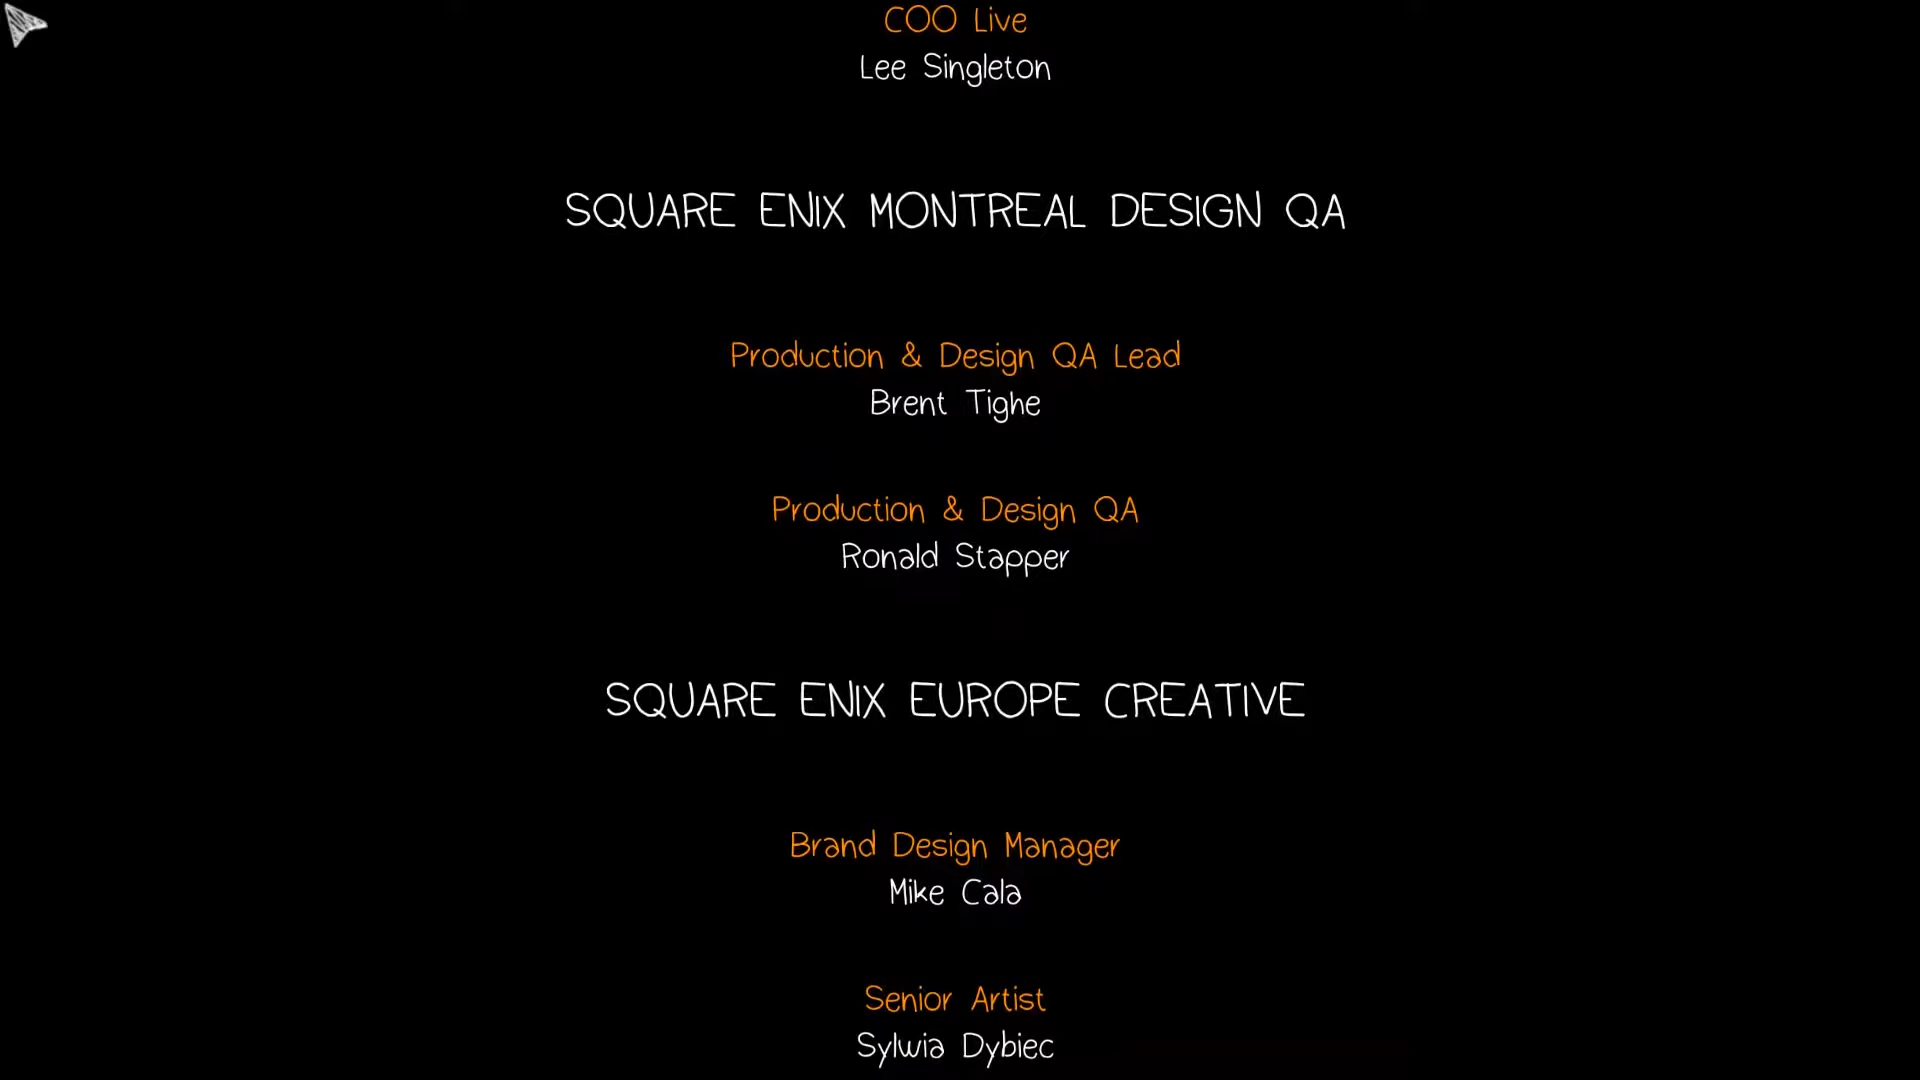 COO Live
Lee Singleton
SQUARE ENIX MONTREAL DESIGN QA
Production & Design QA Lead
Brent Tighe
Production & Design QA
Ronald Stapper
SQUARE ENIX EUROPE CREATIVE
Brand Design Manager
Mike Cala
Senior Artist
Sylwia Dybiec